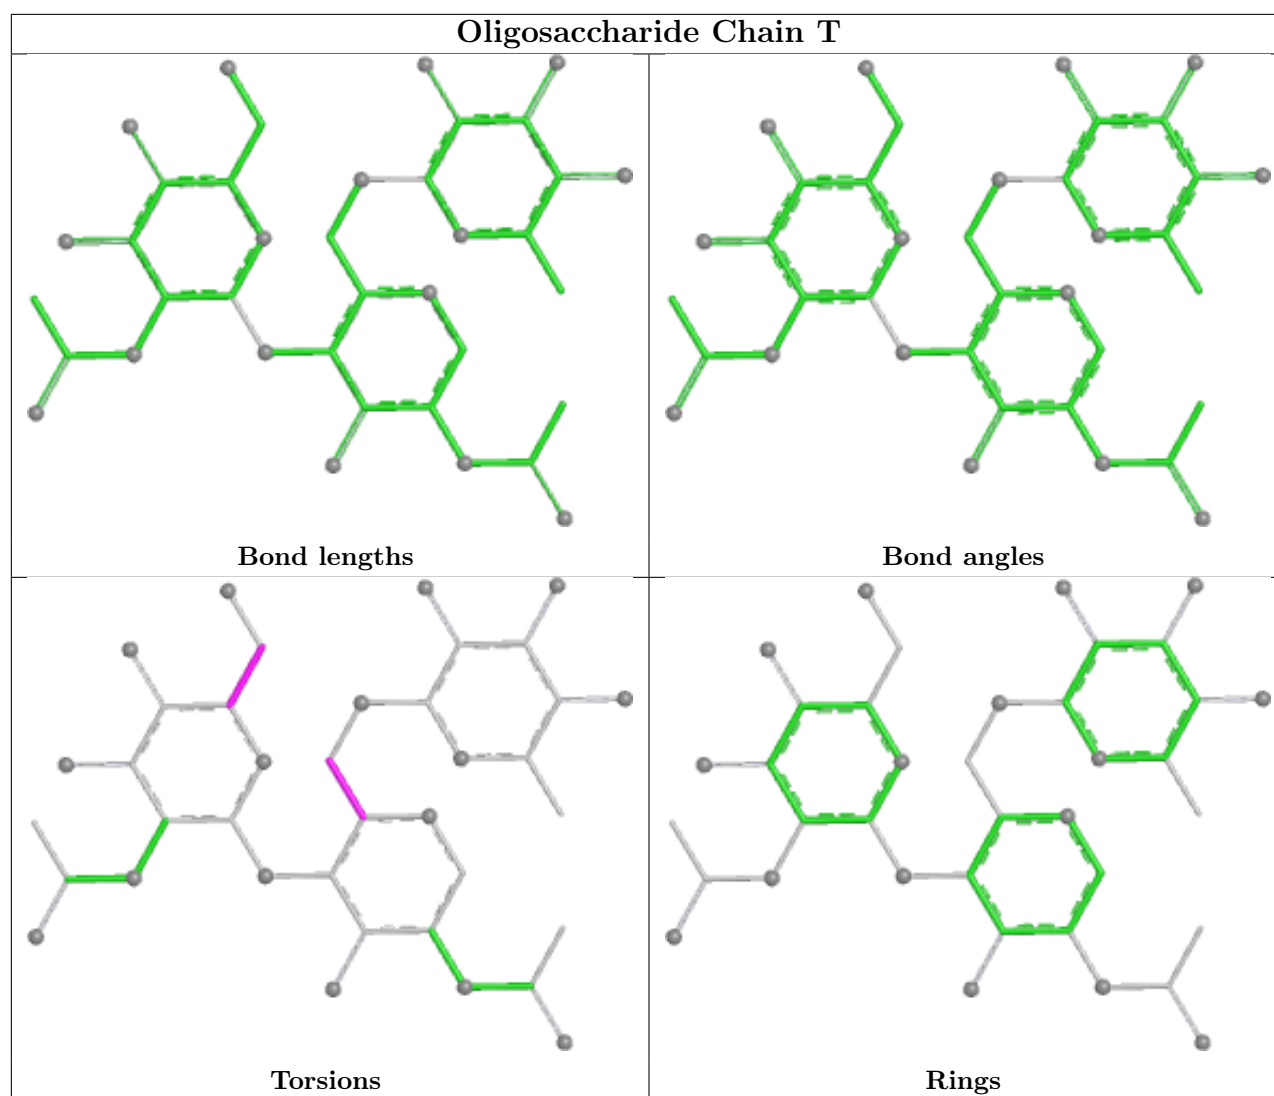 Oligosaccharide Chain T
Bond lengths
Bond angles
Torsions
Rings